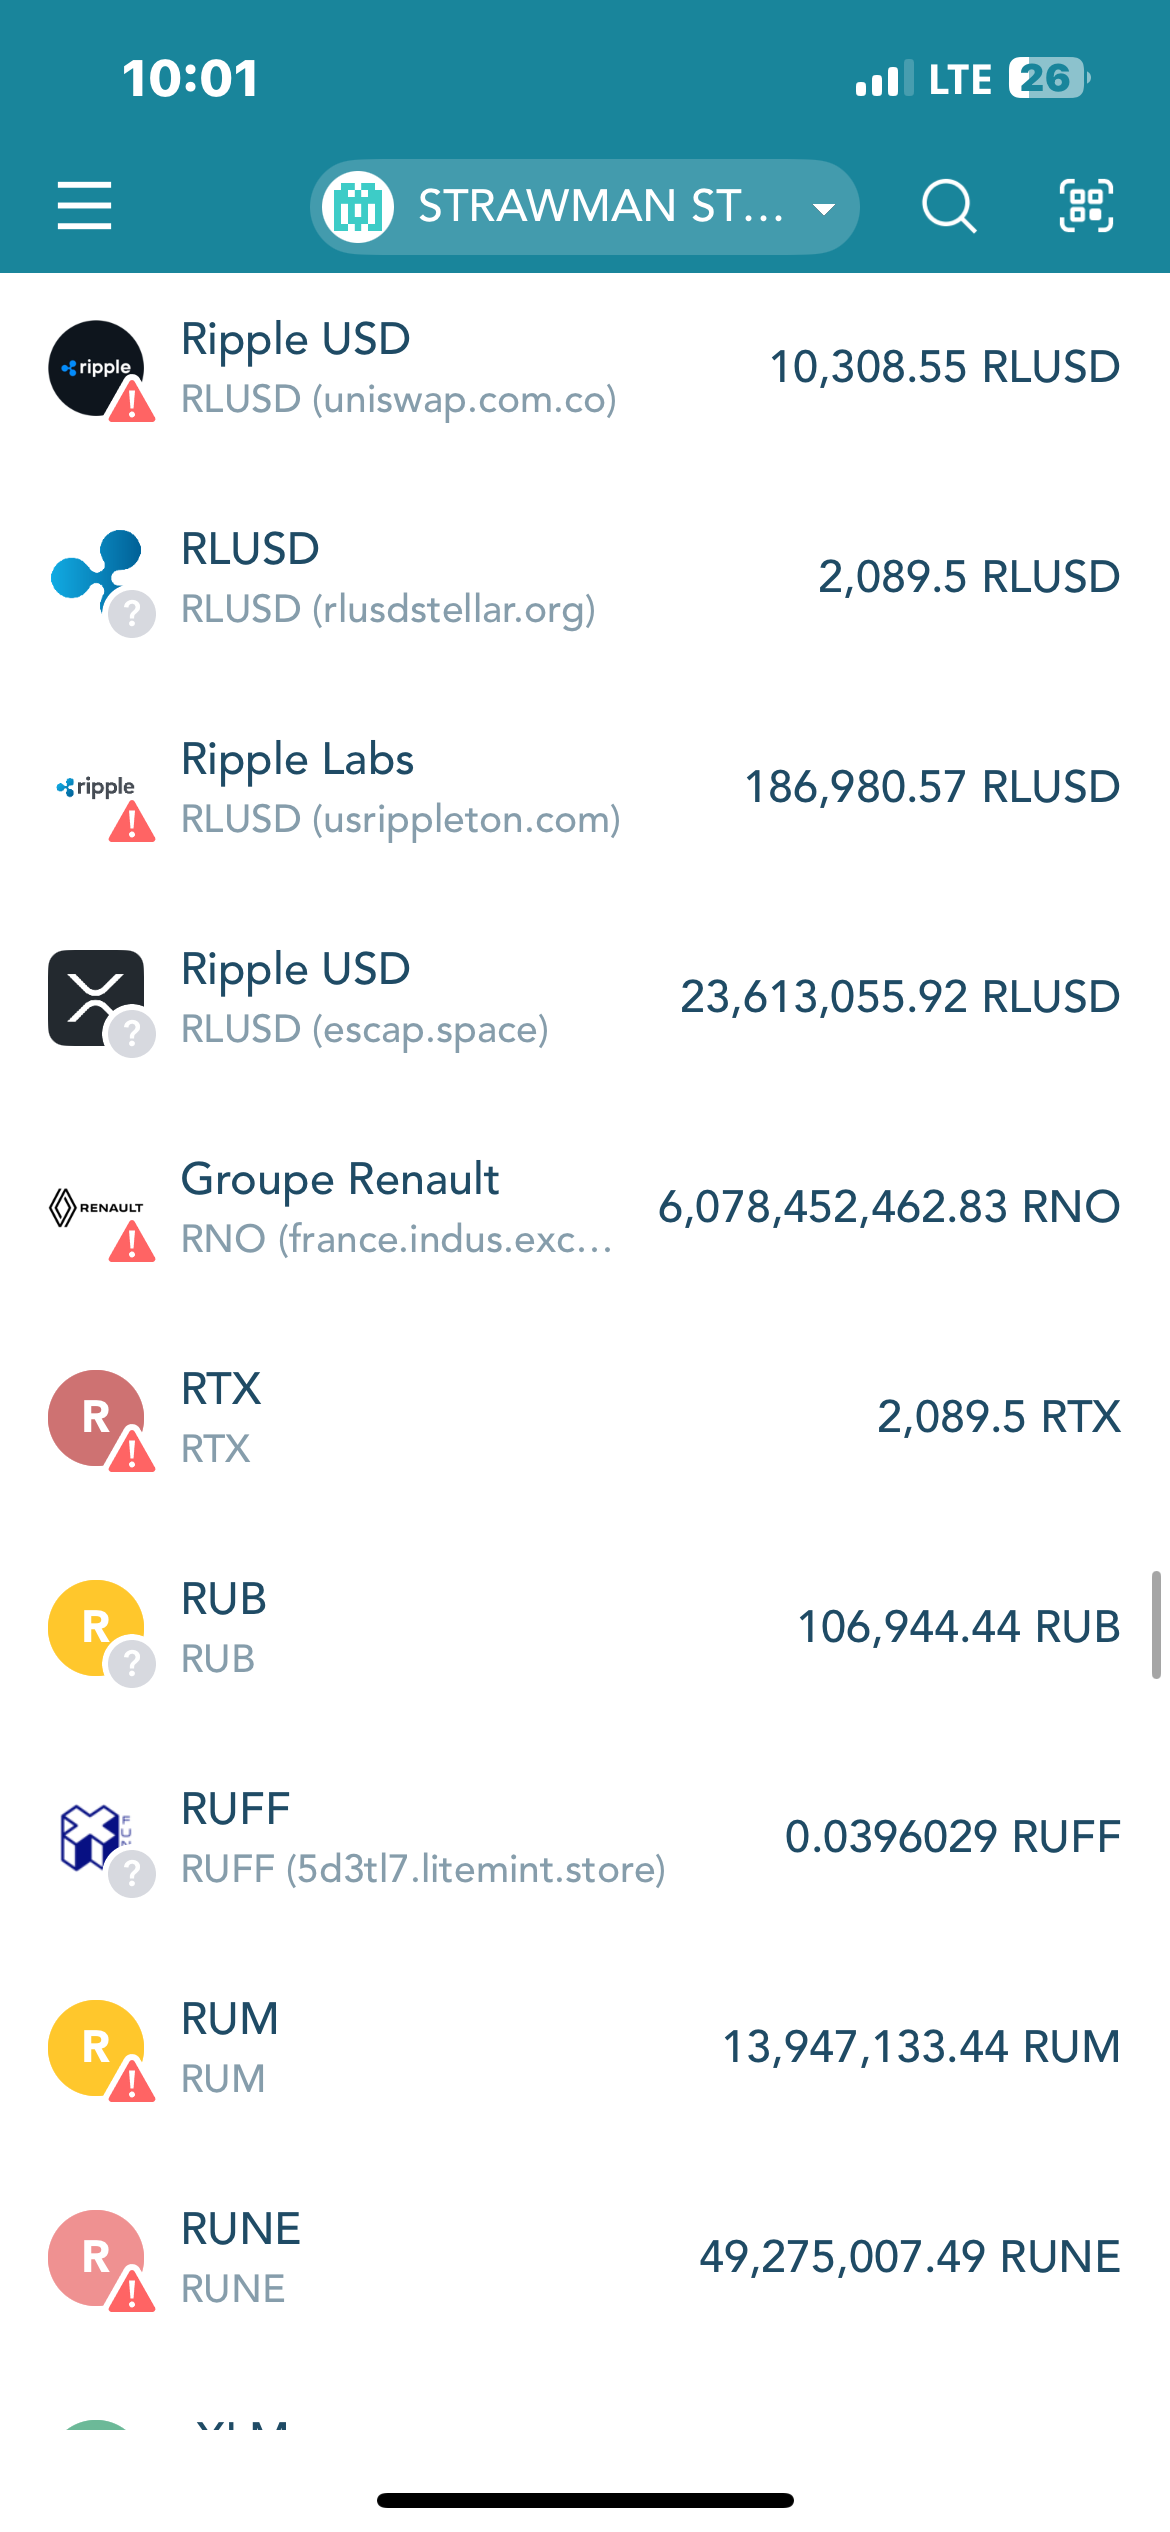 10:01
LTE 26
STRAWMAN ST...
Ripple USD
10,308.55 RLUSD
RLUSD (uniswap.com.co)
ripple
RLUSD
2,089.5 RLUSD
RLUSD (rlusdstellar.org)
Ripple Labs
186,980.57 RLUSD
ripple
RLUSD (usrippleton.com)
Ripple USD
23,613,055.92 RLUSD
RLUSD (escap.space)
Groupe Renault
6,078,452,462.83 RNO
RENAULT
RNO (france.indus.exc...
RTX
R
2,089.5 RTX
RTX
RUB
R
106,944.44 RUB
RUB
RUFF
0.0396029 RUFF
RUFF (5d3tl7.litemint.store)
RUM
R
13,947,133.44 RUM
RUM
RUNE
R
49,275,007.49 RUNE
RUNE